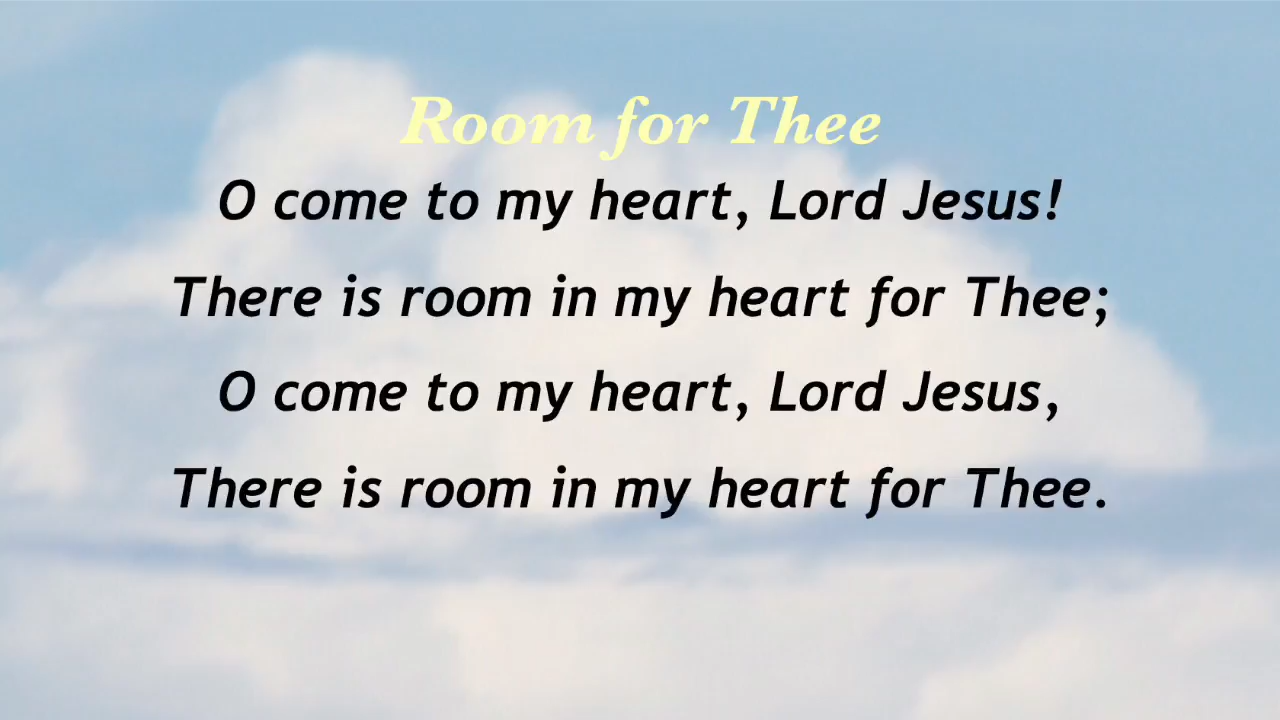 Room for Thee
O come to my heart, Lord Jesus!
There is room in my heart for Thee;
O come to my heart, Lord Jesus,
There is room in my heart for Thee.